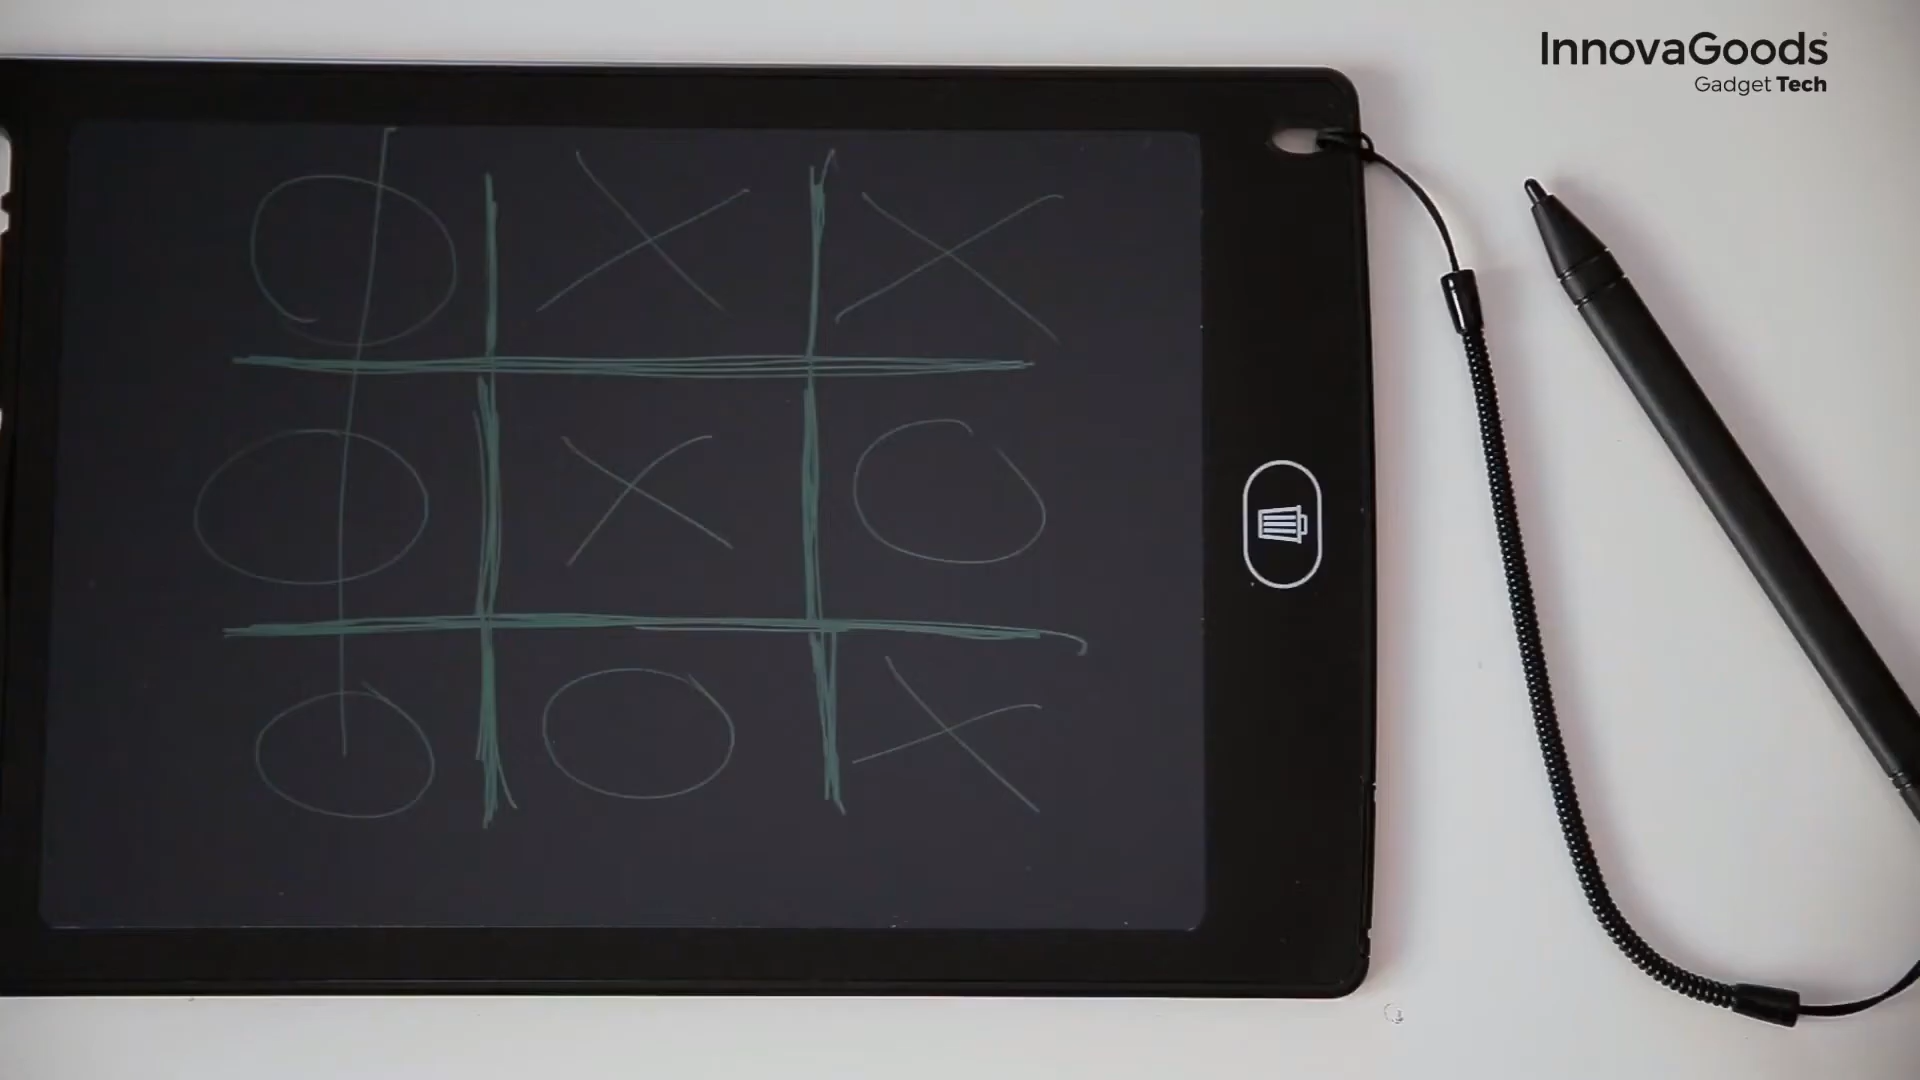 InnovaGoods
Gadget Tech
O X X
O X O
O O X